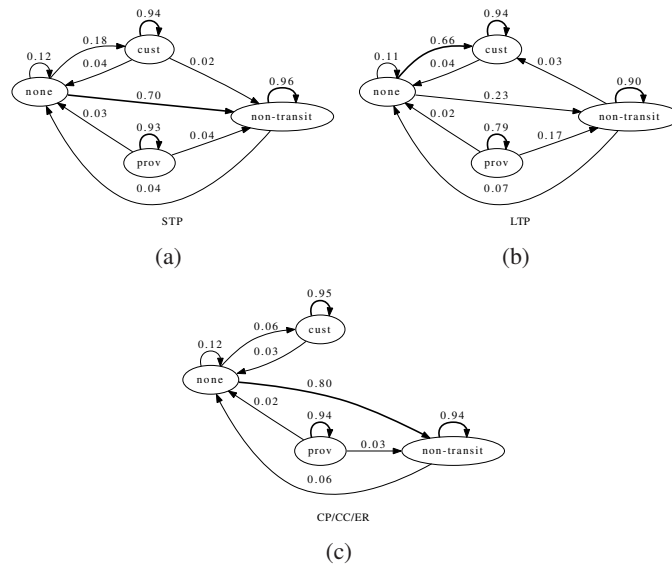 0.94
0.12
0.18
cust
0.04
0.02
0.96
none
0.70
non-transit
0.03
0.93
0.04
prov
0.04
STP
(a)
0.94
0.11
0.66
cust
0.04
0.03
0.90
none
0.23
non-transit
0.02
0.79
0.17
prov
0.07
LTP
(b)
0.95
0.06
cust
0.12
0.03
none
0.80
0.02
0.94
0.94
prov
0.03
non-transit
0.06
CP/CC/ER
(c)